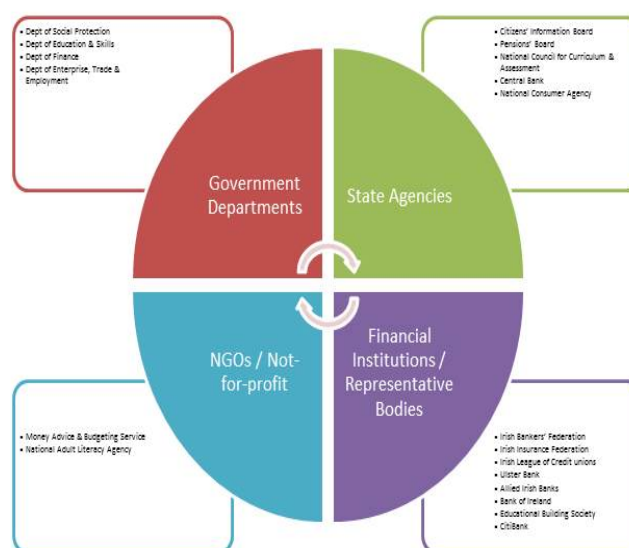 • Dept of Social Protection
• Dept of Education & Skills
• Dept of Finance
• Dept of Enterprise, Trade &
Employment
• Citizens' Information Board
• Pensions' Board
• National Council for Curriculum &
Assessment
• Central Bank
• National Consumer Agency
Government
Departments
State Agencies
NGOs / Not-
for-profit
Financial
Institutions /
Representative
Bodies
• Money Advice & Budgeting Service
• National Adult Literacy Agency
• Irish Bankers' Federation
• Irish Insurance Federation
• Irish League of Credit unions
• Ulster Bank
• Allied Irish Banks
• Bank of Ireland
• Educational Building Society
• CitiBank